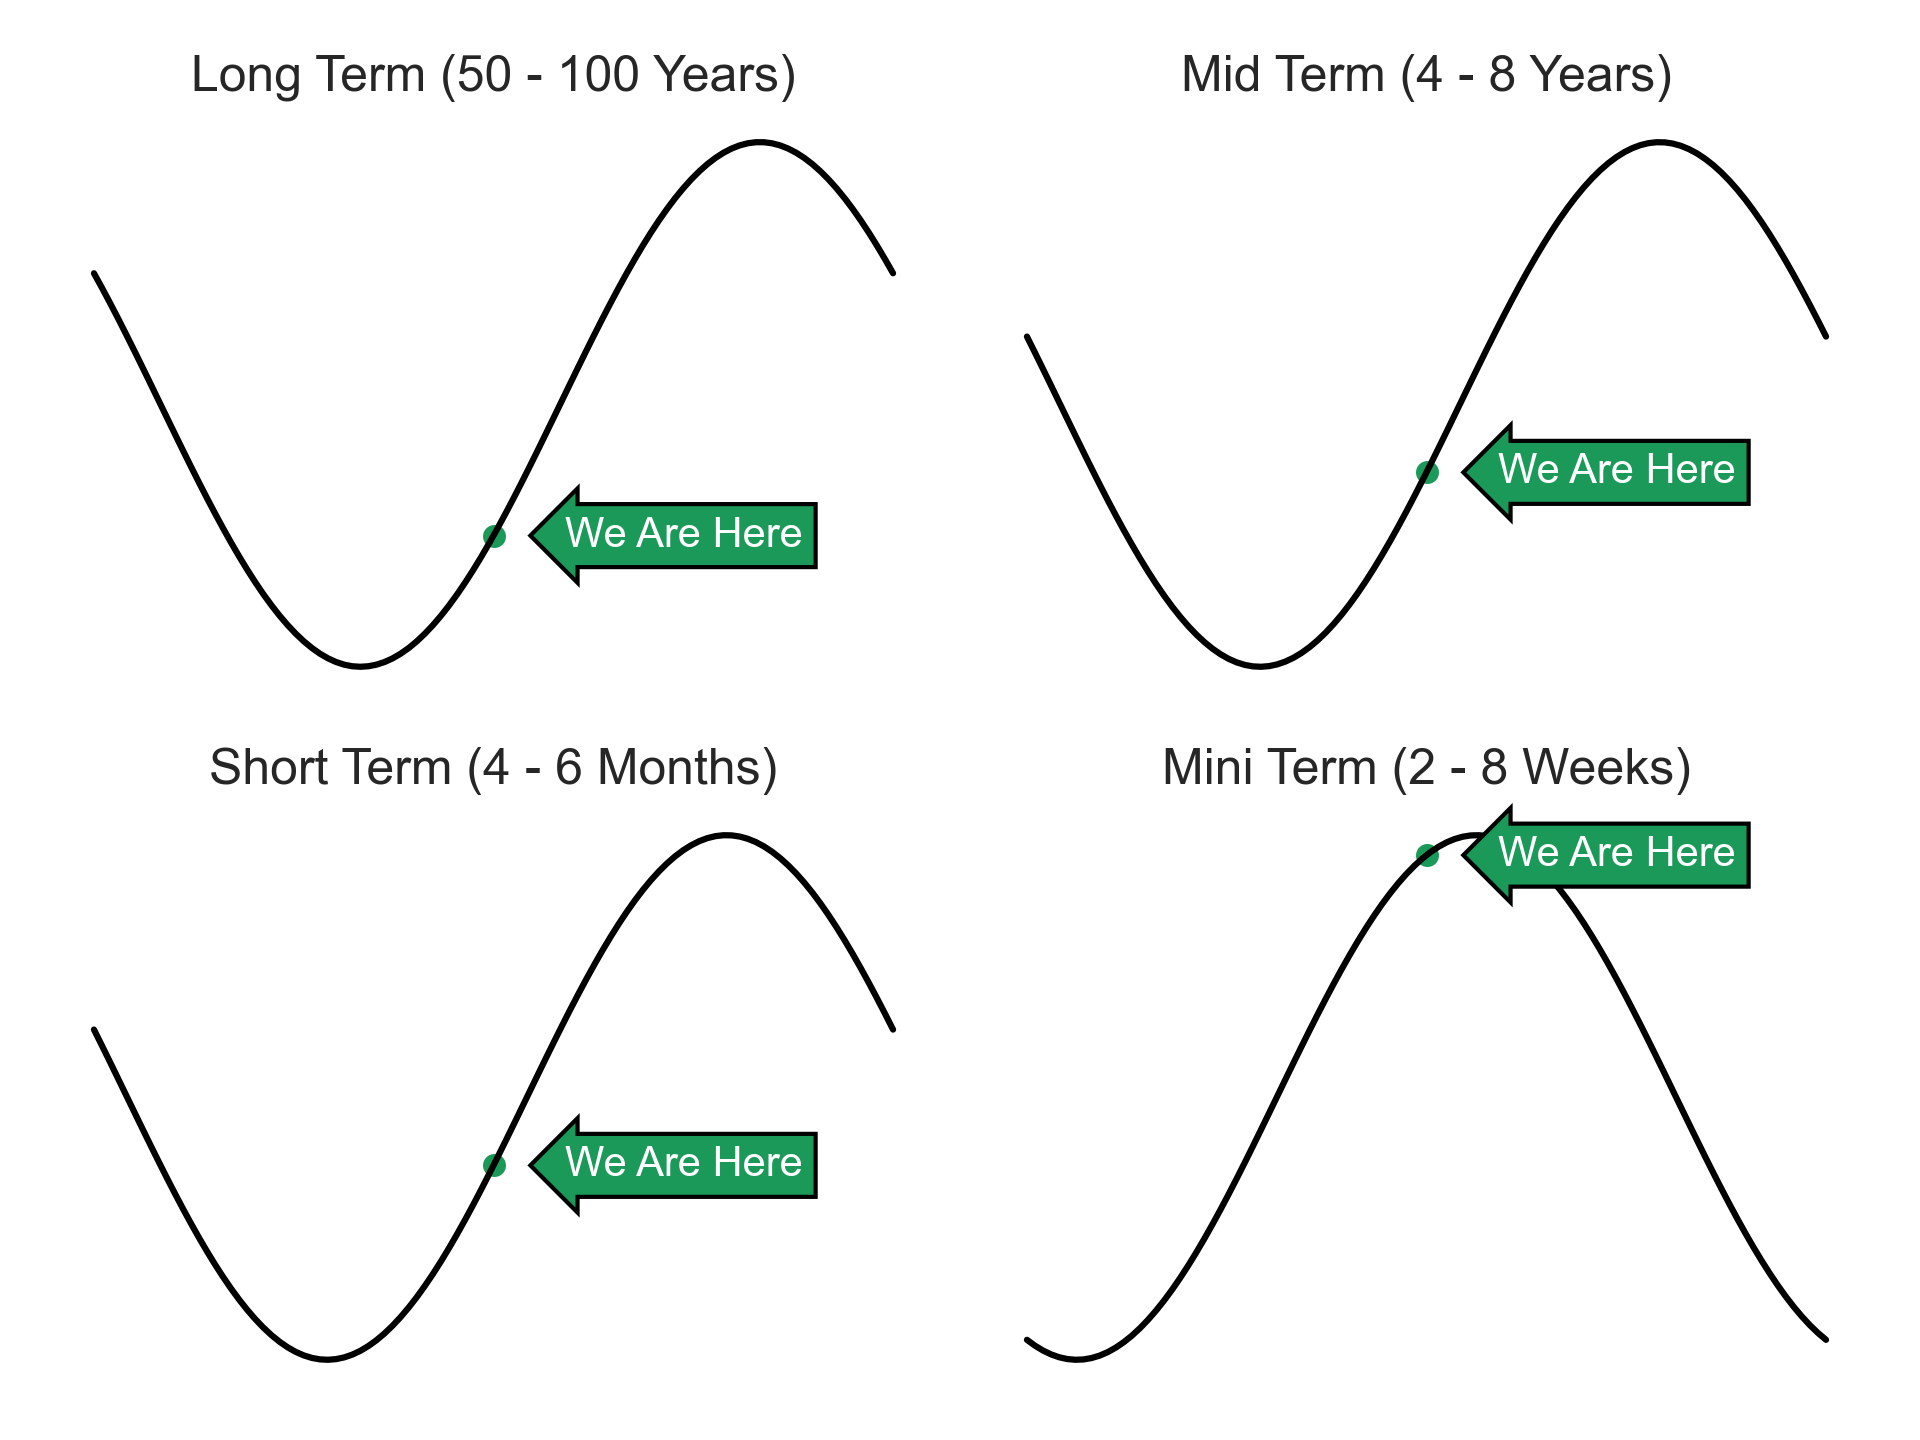 Long Term (50 - 100 Years)
We Are Here
Mid Term (4 - 8 Years)
We Are Here
Short Term (4 - 6 Months)
We Are Here
Mini Term (2 - 8 Weeks)
We Are Here